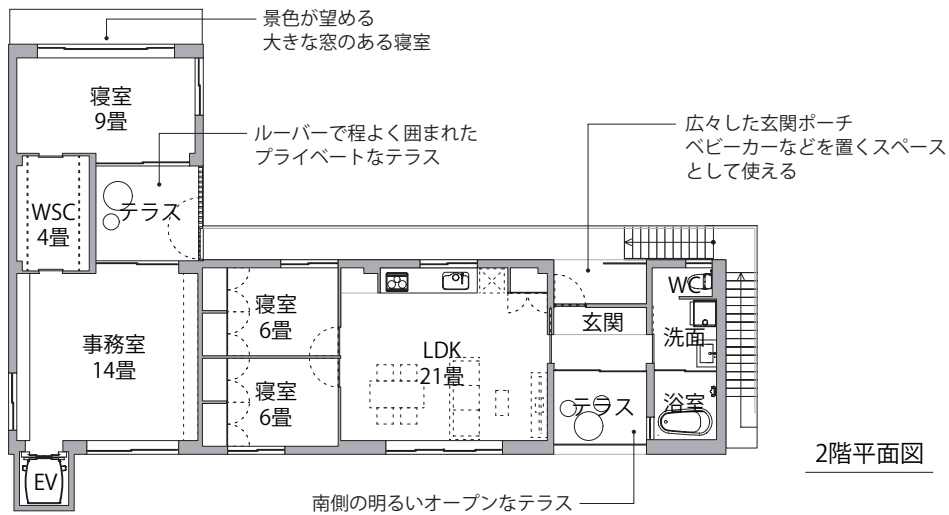 景色が望める
大きな窓のある寝室
寝室
9畳
ルーバーで程よく囲まれた
プライベートなテラス
広々した玄関ポーチ
ベビーカーなどを置くスペース
として使える
WSC
4畳
テラス
寝室
6畳
WC
玄関
洗面
事務室
14畳
LDK
21畳
寝室
6畳
テラス
浴室
EV
2階平面図
南側の明るいオープンなテラス